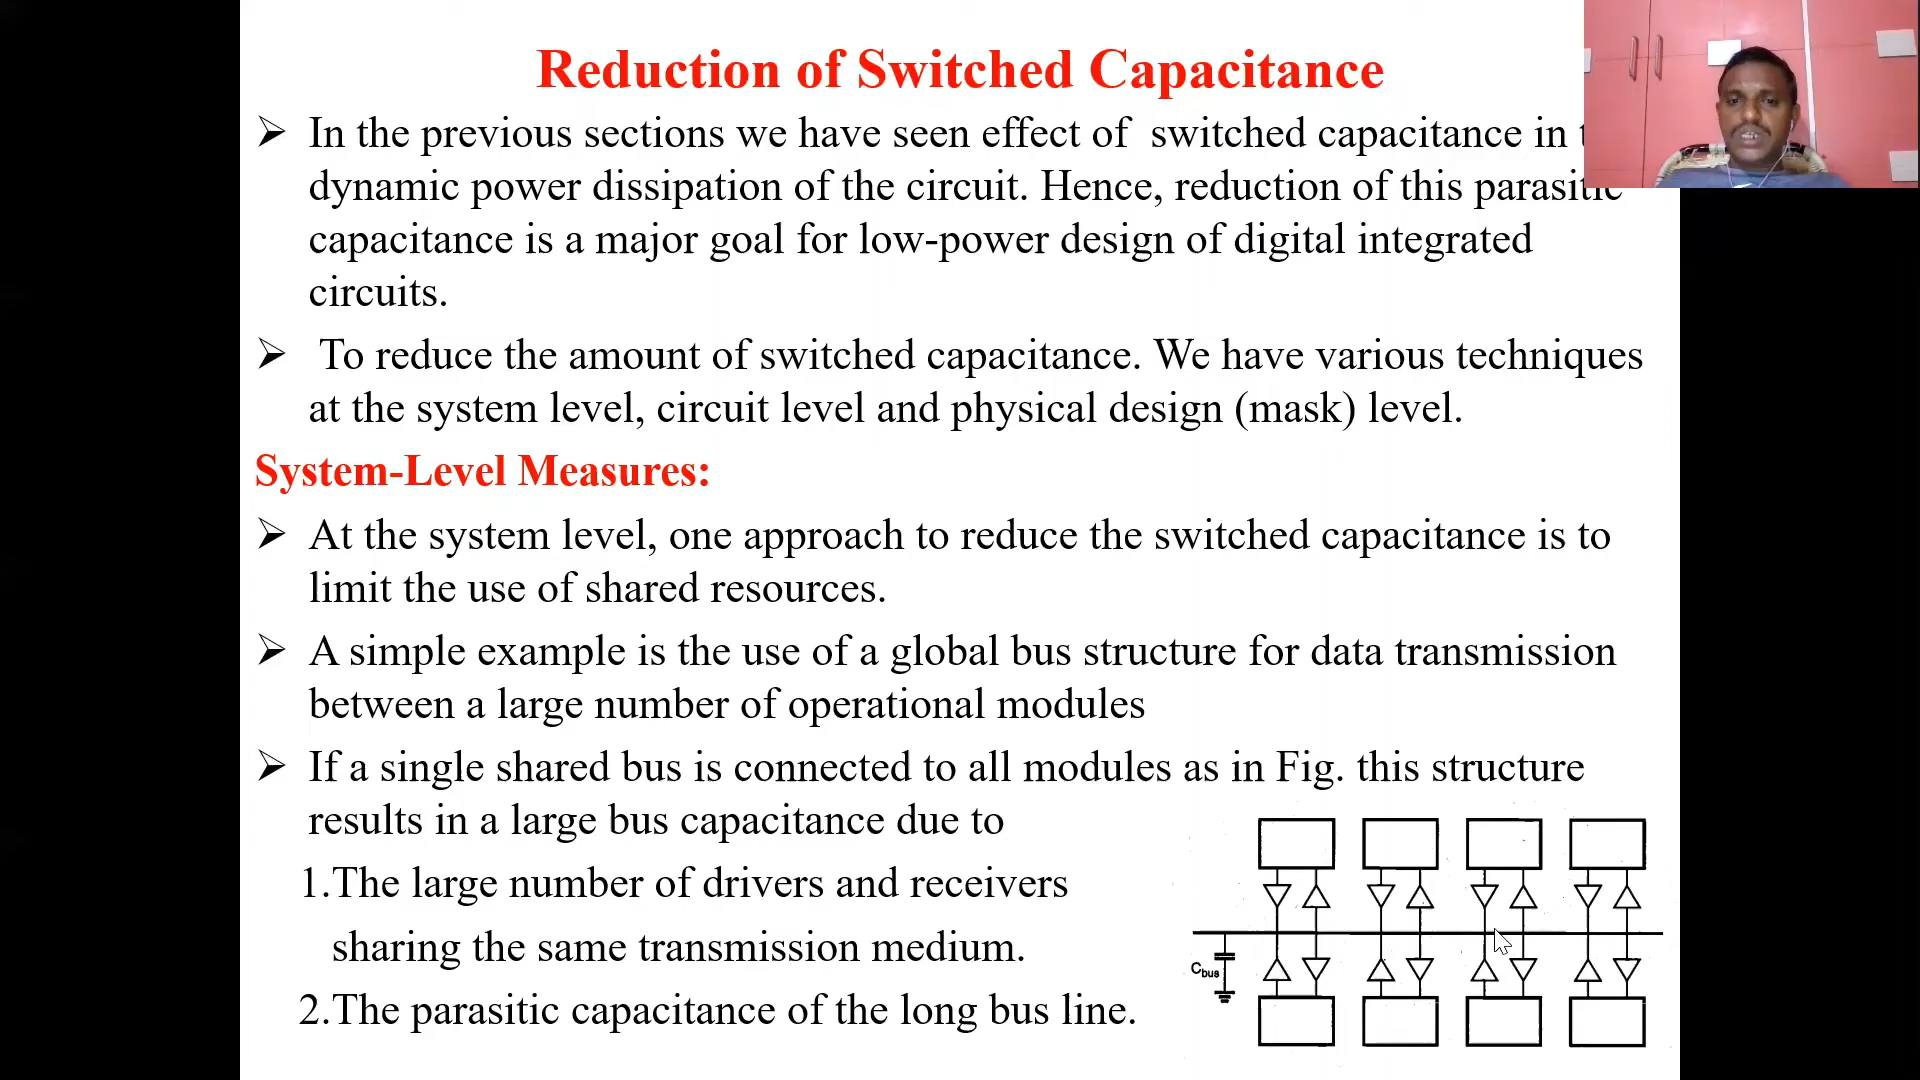 Reduction of Switched Capacitance
➢ In the previous sections we have seen effect of switched capacitance in
dynamic power dissipation of the circuit. Hence, reduction of this parasitic
capacitance is a major goal for low-power design of digital integrated
circuits.
➢ To reduce the amount of switched capacitance. We have various techniques
at the system level, circuit level and physical design (mask) level.
System-Level Measures:
➢ At the system level, one approach to reduce the switched capacitance is to
limit the use of shared resources.
➢ A simple example is the use of a global bus structure for data transmission
between a large number of operational modules
➢ If a single shared bus is connected to all modules as in Fig. this structure
results in a large bus capacitance due to
1.The large number of drivers and receivers
sharing the same transmission medium.
2.The parasitic capacitance of the long bus line.
Cbus